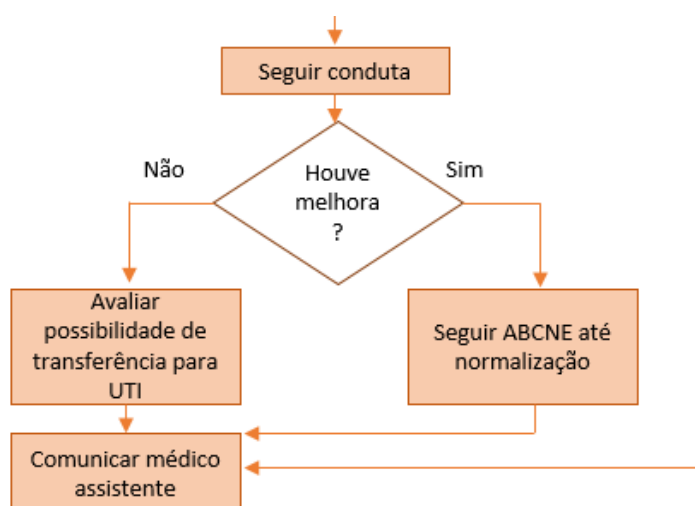 Seguir conduta
Não
Houve
melhora
?
Sim
Avaliar
possibilidade de
transferência para
UTI
Seguir ABCNE até
normalização
Comunicar médico
assistente